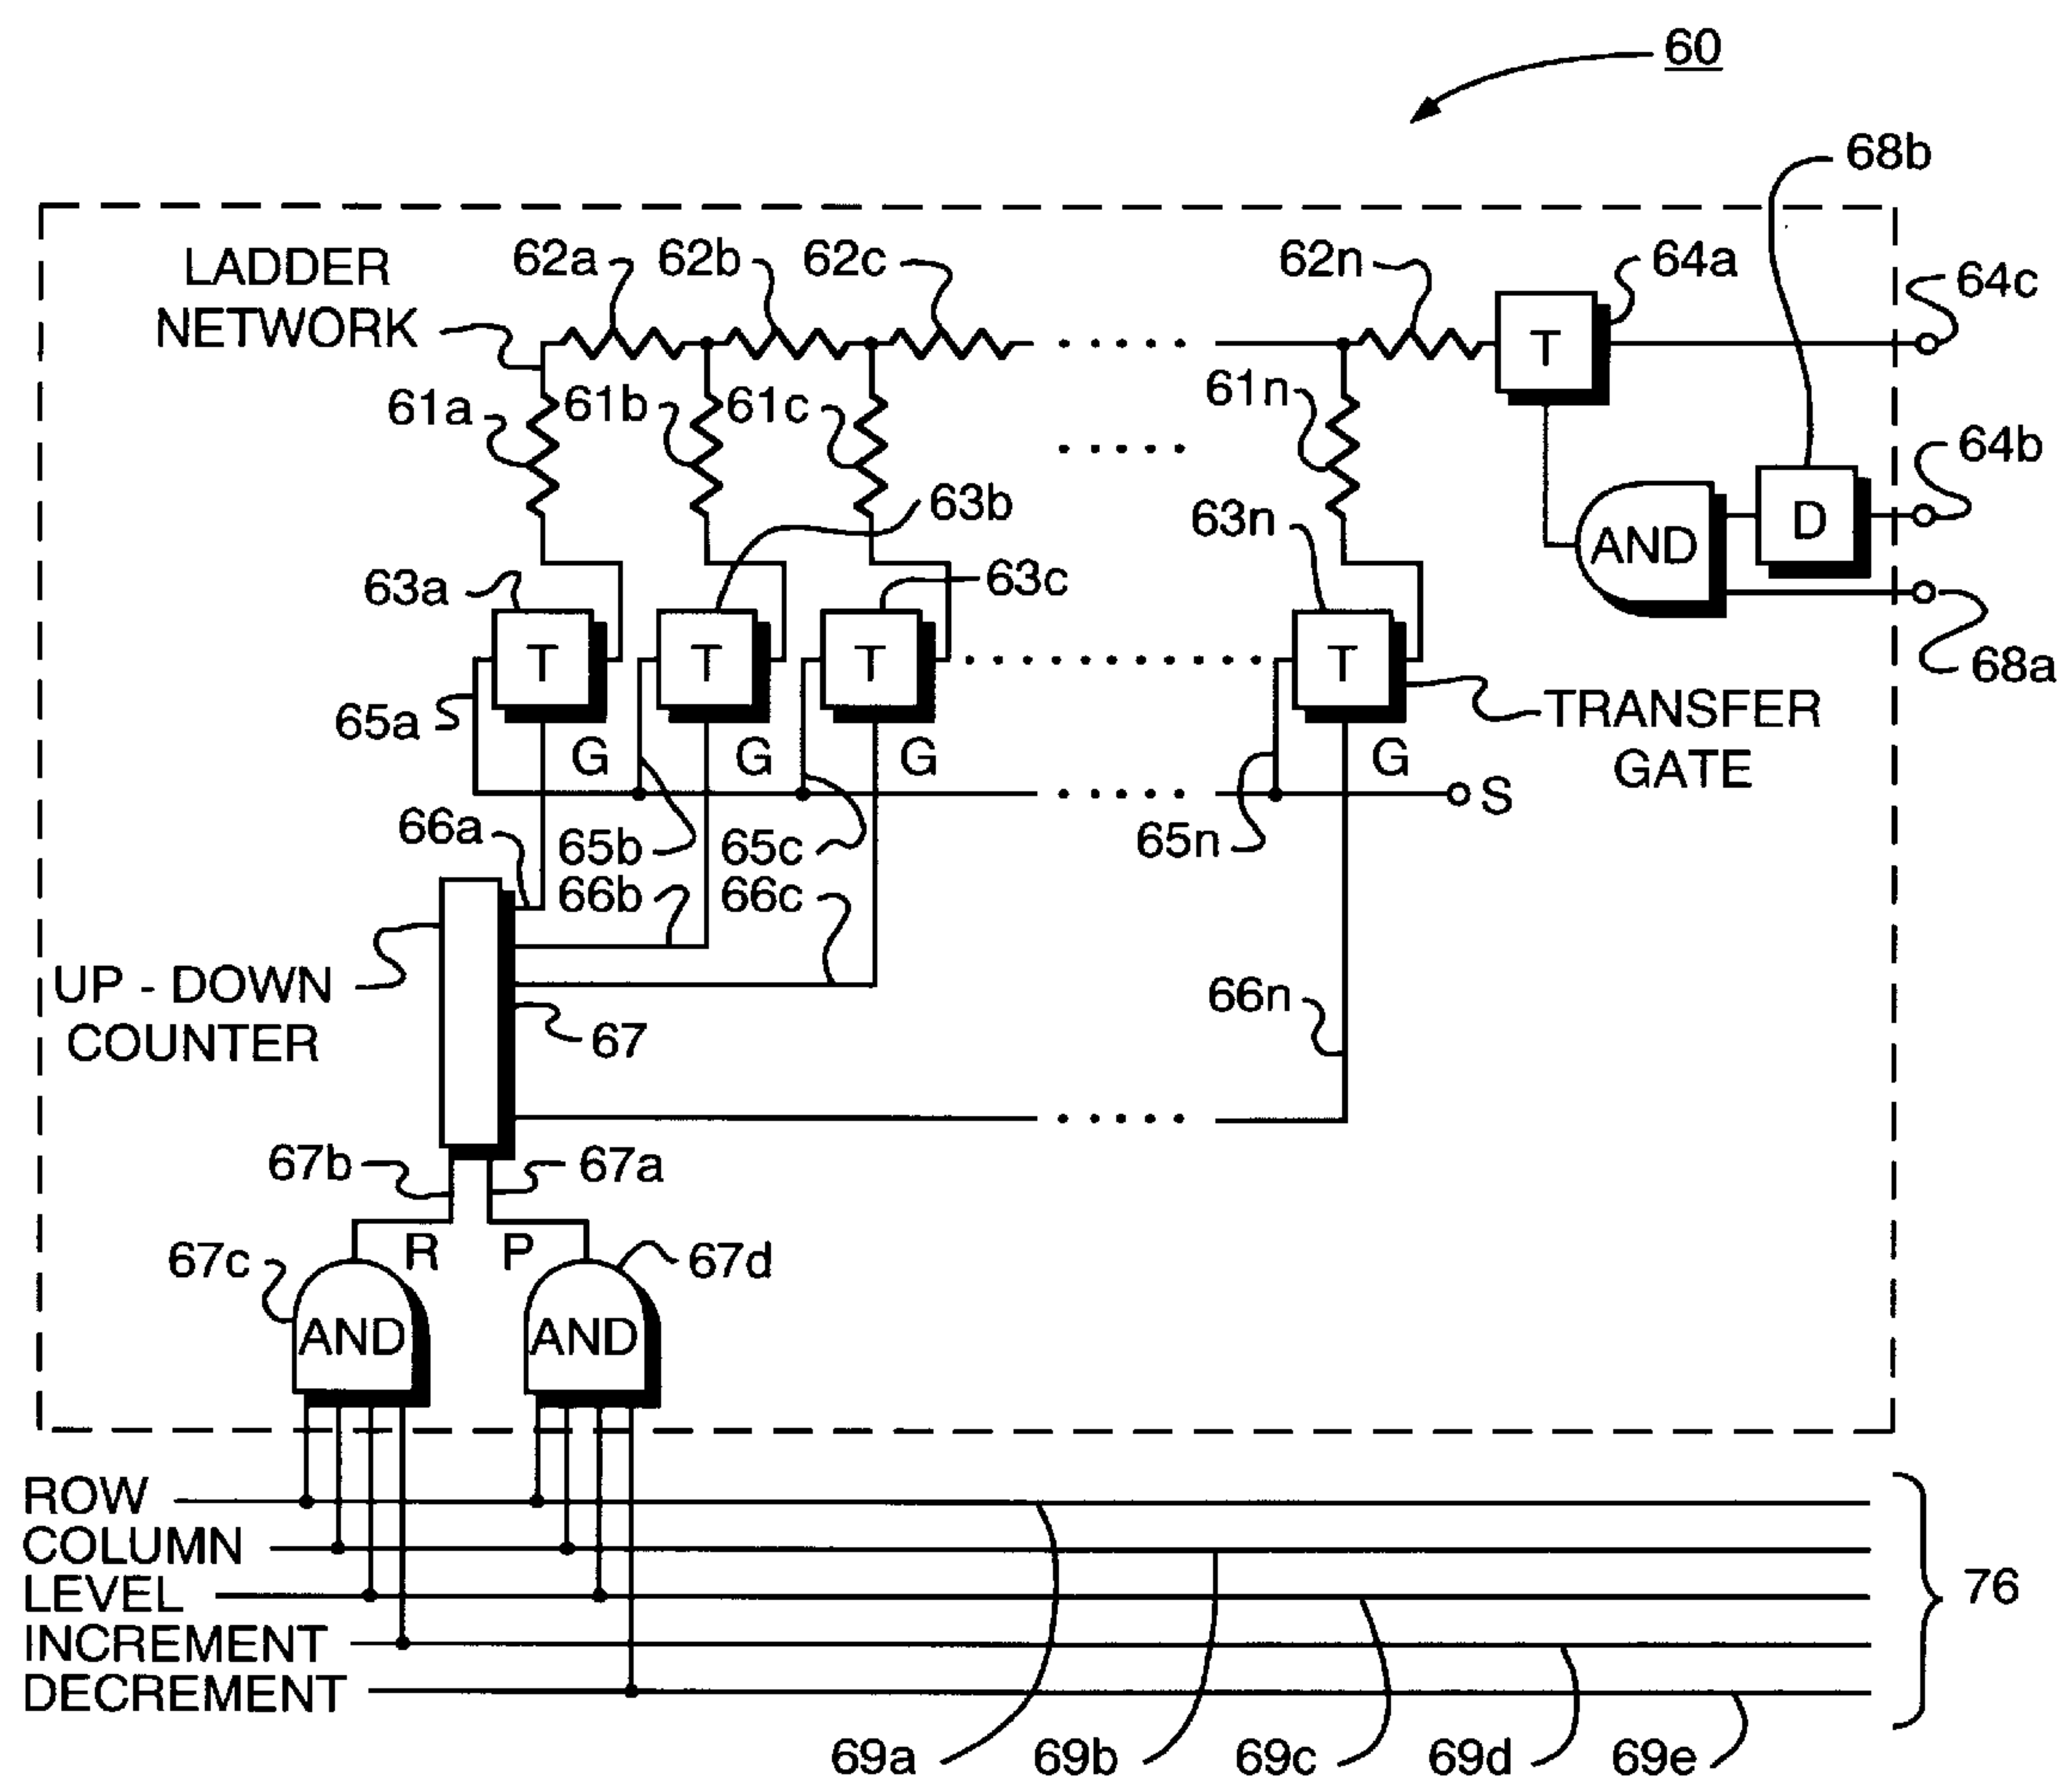 60
68b
LADDER
NETWORK
62a
62b
62c
62n
64a
64c
T
61a
61b
61c
61n
64b
63b
63n
AND
D
63a
63c
68a
T
T
T
T
65a
TRANSFER
GATE
G
G
G
G
S
66a
65b
65c
65n
66b
66c
UP - DOWN
COUNTER
67
66n
67b
67a
R
P
67c
67d
AND
AND
ROW
COLUMN
LEVEL
INCREMENT
DECREMENT
76
69a
69b
69c
69d
69e